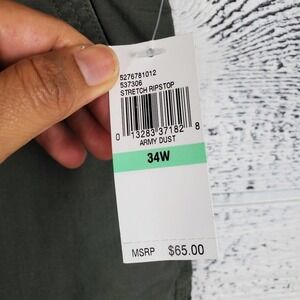 5276781012
537306
STRETCH RIPSTOP
0 13283 37182 8
ARMY DUST
34W
MSRP $65.00